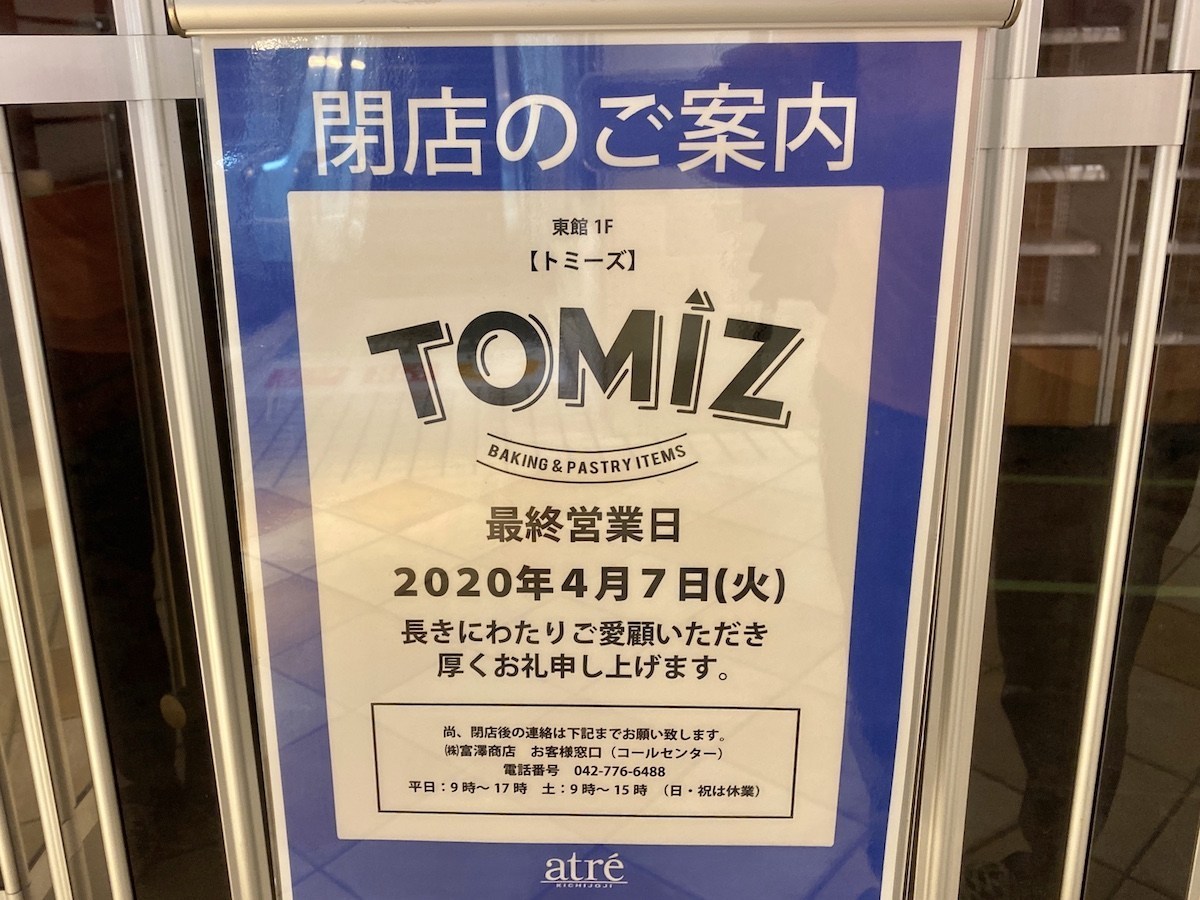 閉店のご案内
東館 1F
【トミーズ】
TOMIZ
BAKING & PASTRY ITEMS
最終営業日
2020年4月7日(火)
長きにわたりご愛顧いただき
厚くお礼申し上げます。
尚、閉店後の連絡は下記までお願い致します。
㈱富澤商店 お客様窓口（コールセンター）
電話番号 042-776-6488
平日：9時～17時 土：9時～15時 （日・祝は休業）
atré
KICHIJOJI